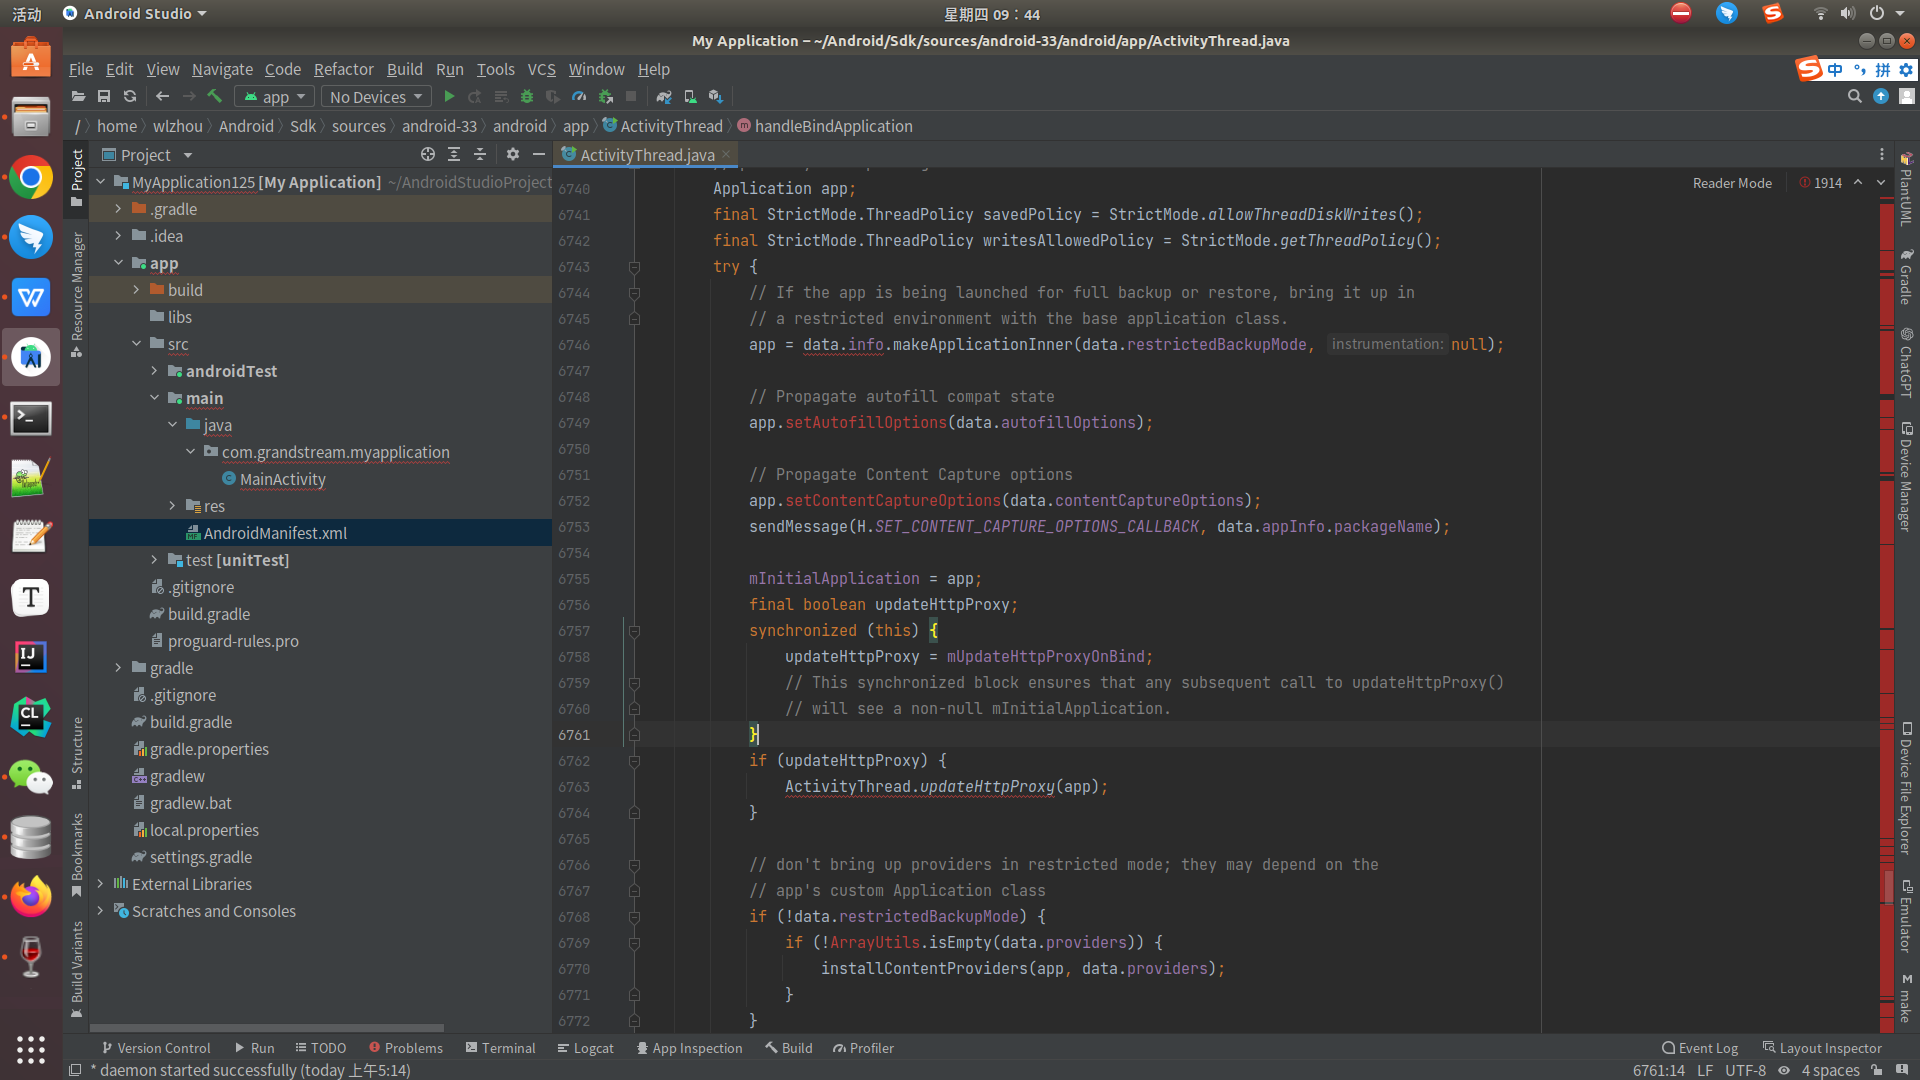 活动
Android Studio
星期四 09：44
My Application – ~/Android/Sdk/sources/android-33/android/app/ActivityThread.java
File Edit View Navigate Code Refactor Build Run Tools VCS Window Help
中 拼
app No Devices
/ home wlzhou Android Sdk sources android-33 android app ActivityThread handleBindApplication
Project
ActivityThread.java
Reader Mode 1914
MyApplication125 [My Application] ~/AndroidStudioProject
.gradle
.idea
app
build
libs
src
androidTest
main
java
com.grandstream.myapplication
MainActivity
res
AndroidManifest.xml
test [unitTest]
.gitignore
build.gradle
proguard-rules.pro
gradle
.gitignore
build.gradle
gradle.properties
gradlew
gradlew.bat
local.properties
settings.gradle
External Libraries
Scratches and Consoles
6740 Application app;
6741 final StrictMode.ThreadPolicy savedPolicy = StrictMode.allowThreadDiskWrites();
6742 final StrictMode.ThreadPolicy writesAllowedPolicy = StrictMode.getThreadPolicy();
6743 try {
6744 // If the app is being launched for full backup or restore, bring it up in
6745 // a restricted environment with the base application class.
6746 app = data.info.makeApplicationInner(data.restrictedBackupMode, instrumentation: null);
6747
6748 // Propagate autofill compat state
6749 app.setAutofillOptions(data.autofillOptions);
6750
6751 // Propagate Content Capture options
6752 app.setContentCaptureOptions(data.contentCaptureOptions);
6753 sendMessage(H.SET_CONTENT_CAPTURE_OPTIONS_CALLBACK, data.appInfo.packageName);
6754
6755 mInitialApplication = app;
6756 final boolean updateHttpProxy;
6757 synchronized (this) {
6758 updateHttpProxy = mUpdateHttpProxyOnBind;
6759 // This synchronized block ensures that any subsequent call to updateHttpProxy()
6760 // will see a non-null mInitialApplication.
6761 }
6762 if (updateHttpProxy) {
6763 ActivityThread.updateHttpProxy(app);
6764 }
6765
6766 // don't bring up providers in restricted mode; they may depend on the
6767 // app's custom Application class
6768 if (!data.restrictedBackupMode) {
6769 if (!ArrayUtils.isEmpty(data.providers)) {
6770 installContentProviders(app, data.providers);
6771 }
6772 }
Project
Resource Manager
Structure
Bookmarks
Build Variants
PlantUML
Gradle
ChatGPT
Device Manager
Device File Explorer
Emulator
make
Version Control Run TODO Problems Terminal Logcat App Inspection Build Profiler Event Log Layout Inspector
* daemon started successfully (today 上午5:14) 6761:14 LF UTF-8 4 spaces